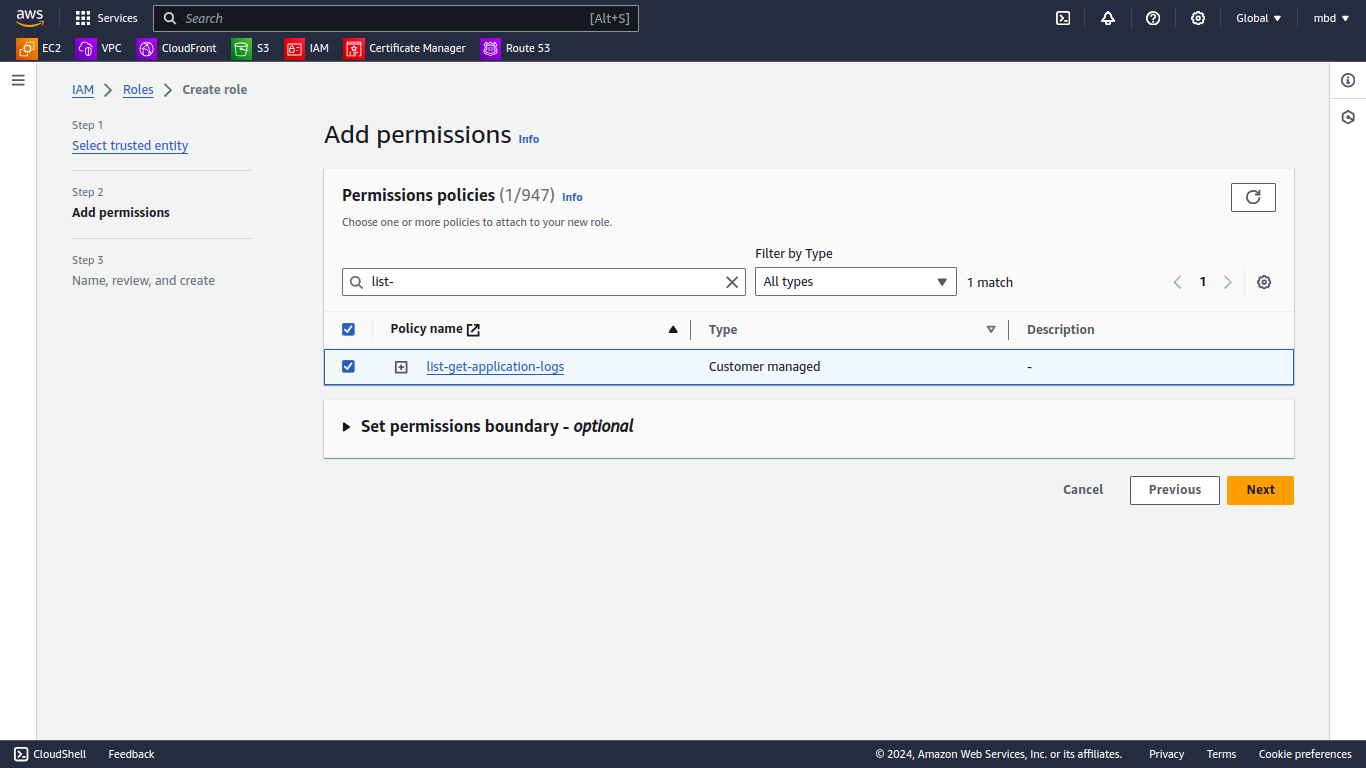 aws Services Search [Alt+S] Global mbd
EC2 VPC CloudFront S3 IAM Certificate Manager Route 53
IAM Roles Create role
Step 1
Select trusted entity
Step 2
Add permissions
Step 3
Name, review, and create
Add permissions Info
Permissions policies (1/947) Info
Choose one or more policies to attach to your new role.
Filter by Type
list- All types 1 match 1
Policy name Type Description
list-get-application-logs Customer managed -
Set permissions boundary - optional
Cancel Previous Next
CloudShell Feedback © 2024, Amazon Web Services, Inc. or its affiliates. Privacy Terms Cookie preferences